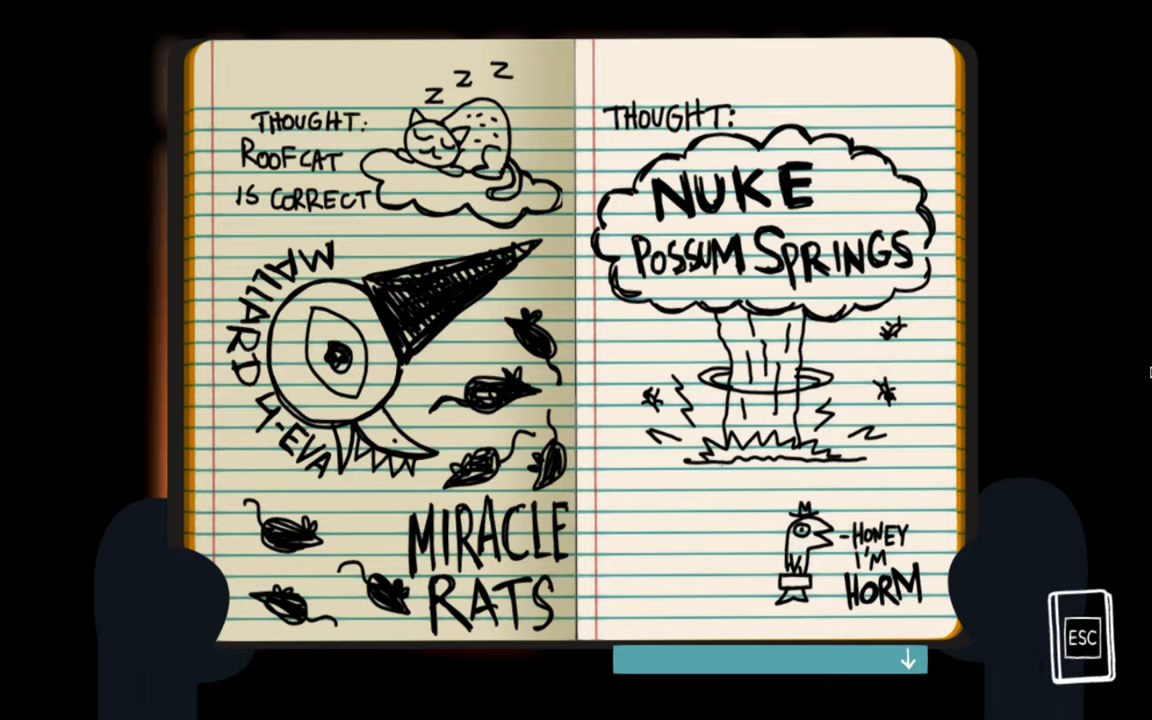 Z Z Z
THOUGHT:
ROOFCAT
IS CORRECT
MALLARD 4-EVA
MIRACLE
RATS
THOUGHT:
NUKE
POSSUM SPRINGS
-HONEY
I'M
HORM
ESC